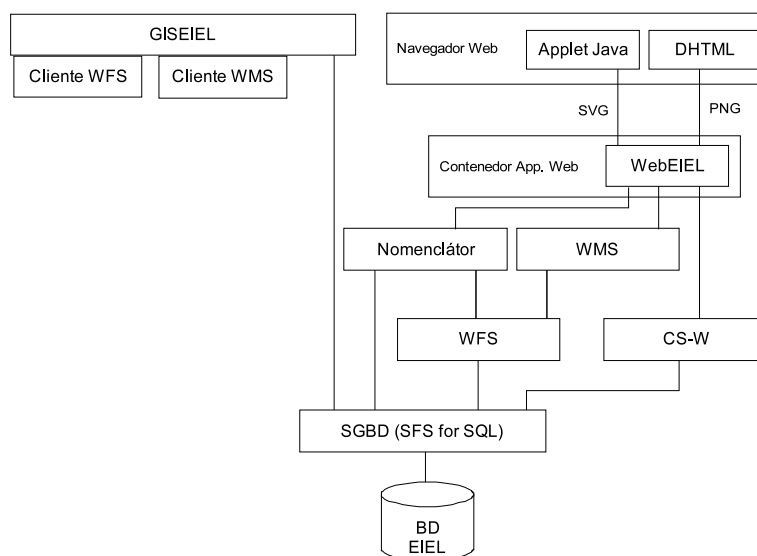 GISEIEL
Cliente WFS
Cliente WMS
Navegador Web
Applet Java
DHTML
SVG
PNG
Contenedor App. Web
WebEIEL
Nomenclátor
WMS
WFS
CS-W
SGBD (SFS for SQL)
BD
EIEL